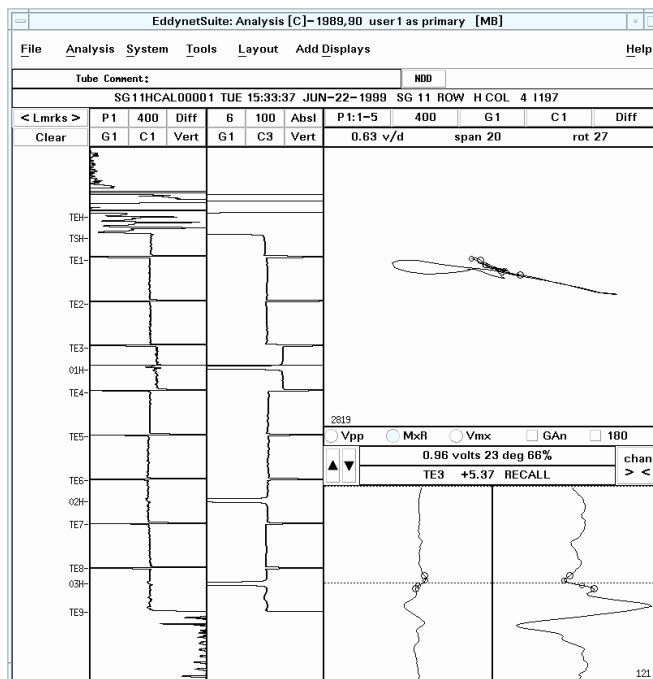 EddynetSuite: Analysis [C]-1989,90 user1 as primary [MB]
File Analysis System Tools Layout Add Displays Help
Tube Comment: NDD
SG11HCAL00001 TUE 15:33:37 JUN-22-1999 SG 11 ROW H COL 4 I197
< Lmrks > P1 400 Diff 6 100 Absl P1:1-5 400 G1 C1 Diff
Clear G1 C1 Vert G1 C3 Vert 0.63 v/d span 20 rot 27
TEH
TSH
TE1
TE2
TE3
01H
TE4
TE5
TE6
02H
TE7
TE8
03H
TE9
2819
Vpp MxR Vmx GAn 180
0.96 volts 23 deg 66% chan
TE3 +5.37 RECALL > <
121